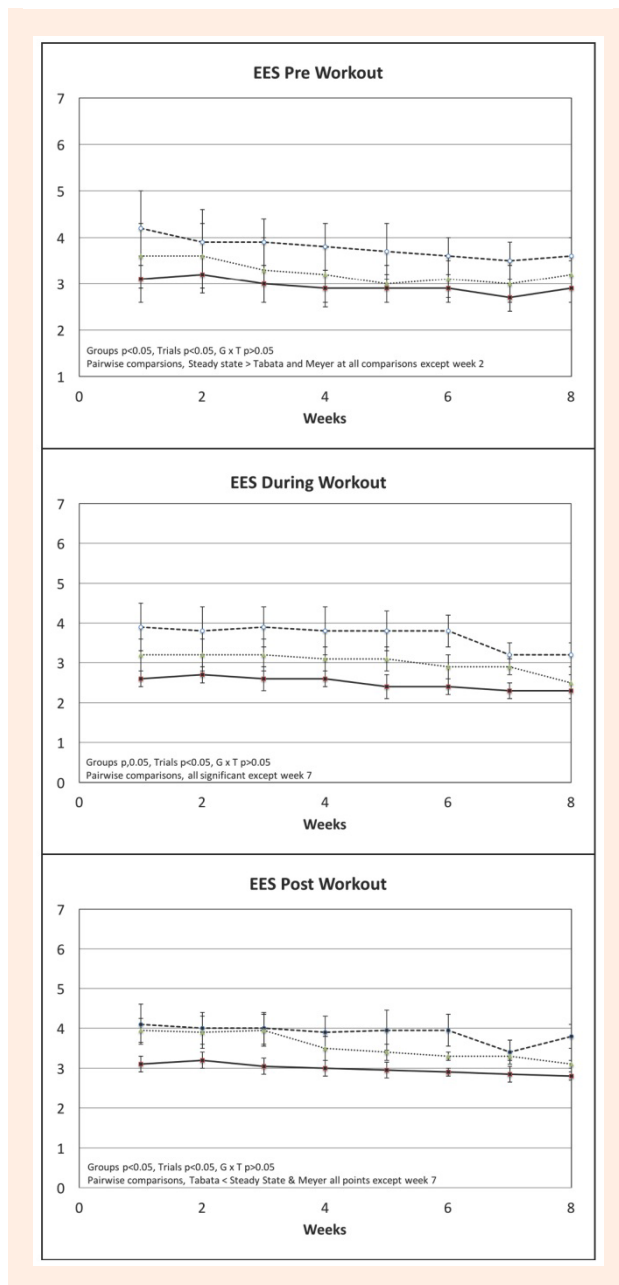 EES Pre Workout
7
6
5
4
3
2
1
Groups p<0.05, Trials p<0.05, G x T p>0.05
Pairwise comparsions, Steady state > Tabata and Meyer at all comparisons except week 2
0 2 4 6 8
Weeks
EES During Workout
7
6
5
4
3
2
1
0
Groups p,0.05, Trials p<0.05, G x T p>0.05
Pairwise comparisons, all significant except week 7
0 2 4 6 8
Weeks
EES Post Workout
7
6
5
4
3
2
1
0
Groups p<0.05, Trials p<0.05, G x T p>0.05
Pairwise comparisons, Tabata < Steady State & Meyer all points except week 7
0 2 4 6 8
Weeks